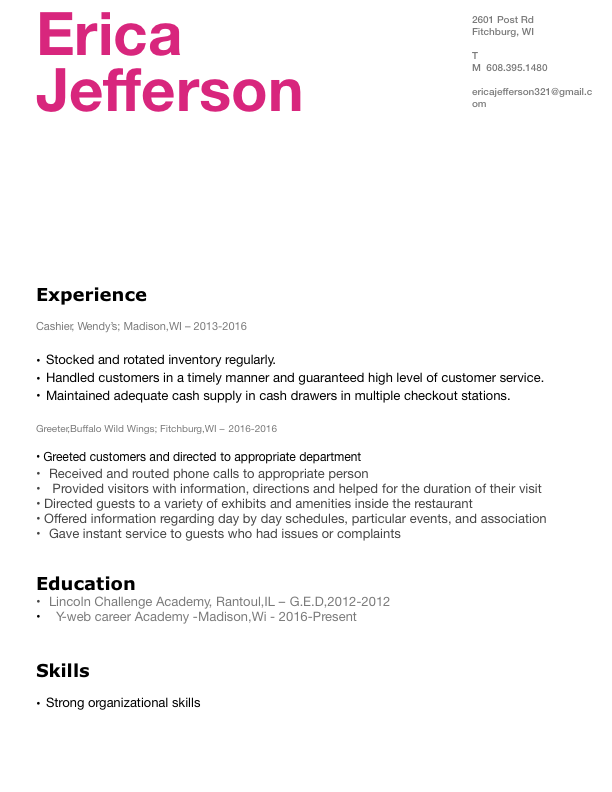 Erica
Jefferson
2601 Post Rd
Fitchburg, WI
T
M 608.395.1480
ericajefferson321@gmail.c
om
Experience
Cashier, Wendy's; Madison,WI – 2013-2016
• Stocked and rotated inventory regularly.
• Handled customers in a timely manner and guaranteed high level of customer service.
• Maintained adequate cash supply in cash drawers in multiple checkout stations.
Greeter,Buffalo Wild Wings; Fitchburg,WI – 2016-2016
• Greeted customers and directed to appropriate department
• Received and routed phone calls to appropriate person
• Provided visitors with information, directions and helped for the duration of their visit
• Directed guests to a variety of exhibits and amenities inside the restaurant
• Offered information regarding day by day schedules, particular events, and association
• Gave instant service to guests who had issues or complaints
Education
• Lincoln Challenge Academy, Rantoul,IL – G.E.D,2012-2012
• Y-web career Academy -Madison,Wi - 2016-Present
Skills
• Strong organizational skills